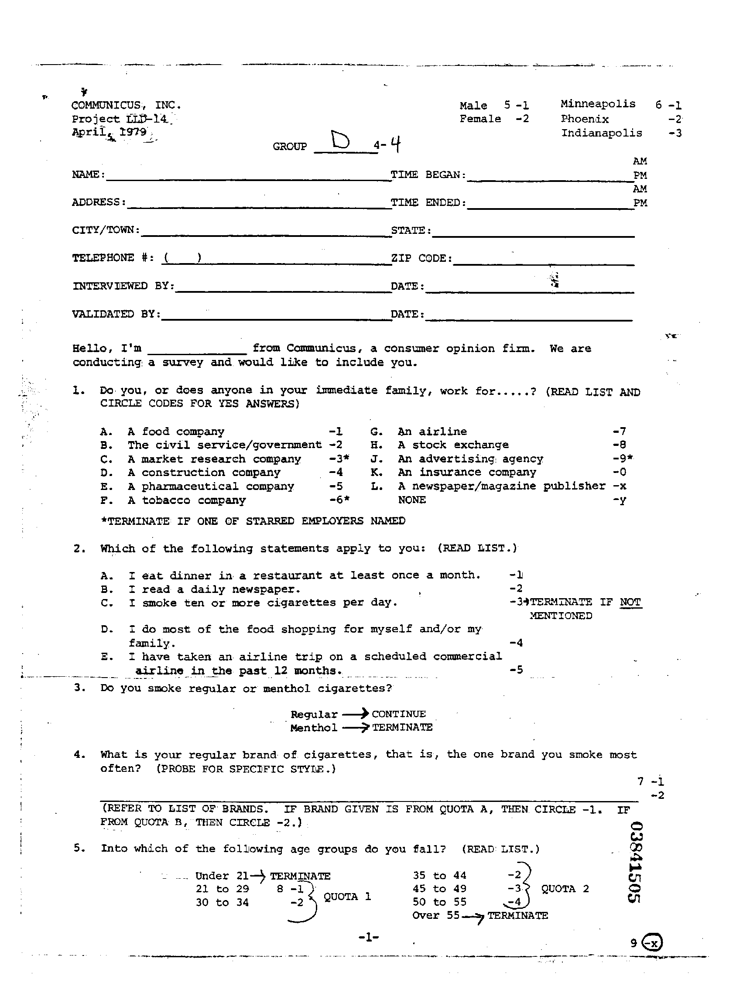 COMMUNICUS, INC. Male 5 -1 Minneapolis 6 -1
Project LLD-14 Female -2 Phoenix -2
April, 1979 Indianapolis -3
GROUP D 4-4
AM
NAME: TIME BEGAN: PM
AM
ADDRESS: TIME ENDED: PM
CITY/TOWN: STATE:
TELEPHONE #: ( ) ZIP CODE:
INTERVIEWED BY: DATE:
VALIDATED BY: DATE:
Hello, I'm ____________ from Communicus, a consumer opinion firm. We are
conducting a survey and would like to include you.
1. Do you, or does anyone in your immediate family, work for.....? (READ LIST AND
CIRCLE CODES FOR YES ANSWERS)
A. A food company -1 G. An airline -7
B. The civil service/government -2 H. A stock exchange -8
C. A market research company -3* J. An advertising agency -9*
D. A construction company -4 K. An insurance company -0
E. A pharmaceutical company -5 L. A newspaper/magazine publisher -x
F. A tobacco company -6* NONE -y
*TERMINATE IF ONE OF STARRED EMPLOYERS NAMED
2. Which of the following statements apply to you: (READ LIST.)
A. I eat dinner in a restaurant at least once a month. -1
B. I read a daily newspaper. -2
C. I smoke ten or more cigarettes per day. -3→TERMINATE IF NOT
MENTIONED
D. I do most of the food shopping for myself and/or my
family. -4
E. I have taken an airline trip on a scheduled commercial
airline in the past 12 months. -5
3. Do you smoke regular or menthol cigarettes?
Regular → CONTINUE
Menthol → TERMINATE
4. What is your regular brand of cigarettes, that is, the one brand you smoke most
often? (PROBE FOR SPECIFIC STYLE.)
7 -1
-2
(REFER TO LIST OF BRANDS. IF BRAND GIVEN IS FROM QUOTA A, THEN CIRCLE -1. IF
FROM QUOTA B, THEN CIRCLE -2.)
5. Into which of the following age groups do you fall? (READ LIST.)
Under 21→ TERMINATE 35 to 44 -2
21 to 29 8 -1 QUOTA 1 45 to 49 -3 QUOTA 2
30 to 34 -2 50 to 55 -4
Over 55→ TERMINATE
-1-
9 -x
03841505